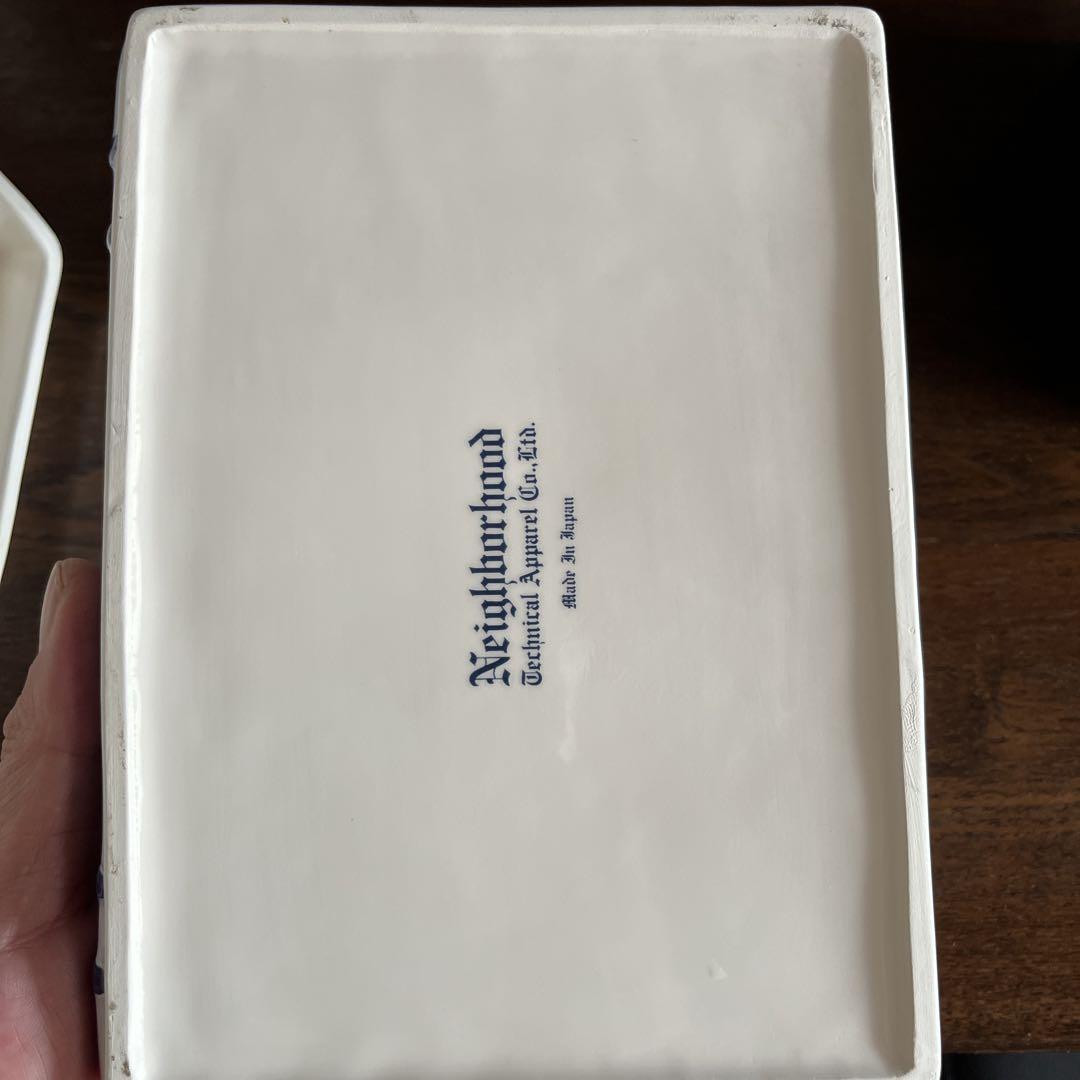 Neighborhood
Technical Apparel Co.,Ltd.
Made In Japan